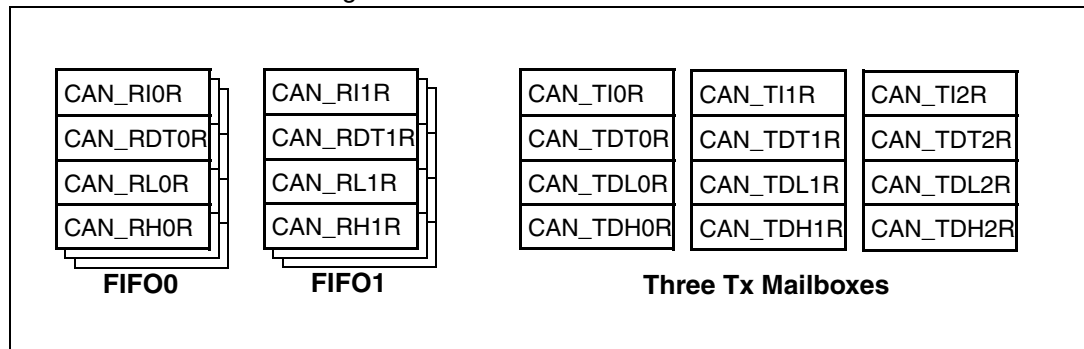 CAN_RI0R CAN_RI1R CAN_TI0R CAN_TI1R CAN_TI2R
CAN_RDT0R CAN_RDT1R CAN_TDT0R CAN_TDT1R CAN_TDT2R
CAN_RL0R CAN_RL1R CAN_TDL0R CAN_TDL1R CAN_TDL2R
CAN_RH0R CAN_RH1R CAN_TDH0R CAN_TDH1R CAN_TDH2R
FIFO0 FIFO1 Three Tx Mailboxes